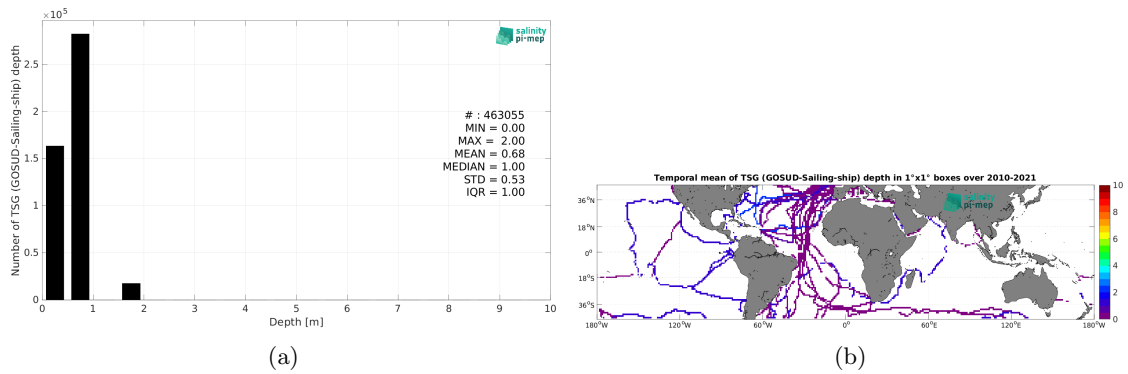 ×10⁵
2.5
2
1.5
1
0.5
0
Number of TSG (GOSUD-Sailing-ship) depth
salinity
pi-mep
# : 463055
MIN = 0.00
MAX = 2.00
MEAN = 0.68
MEDIAN = 1.00
STD = 0.53
IQR = 1.00
0 1 2 3 4 5 6 7 8 9 10
Depth [m]
(a)
Temporal mean of TSG (GOSUD-Sailing-ship) depth in 1°x1° boxes over 2010-2021
salinity
pi-mep
36°N
18°N
0°
18°S
36°S
180°W 120°W 60°W 0° 60°E 120°E 180°W
10
8
6
4
2
0
(b)